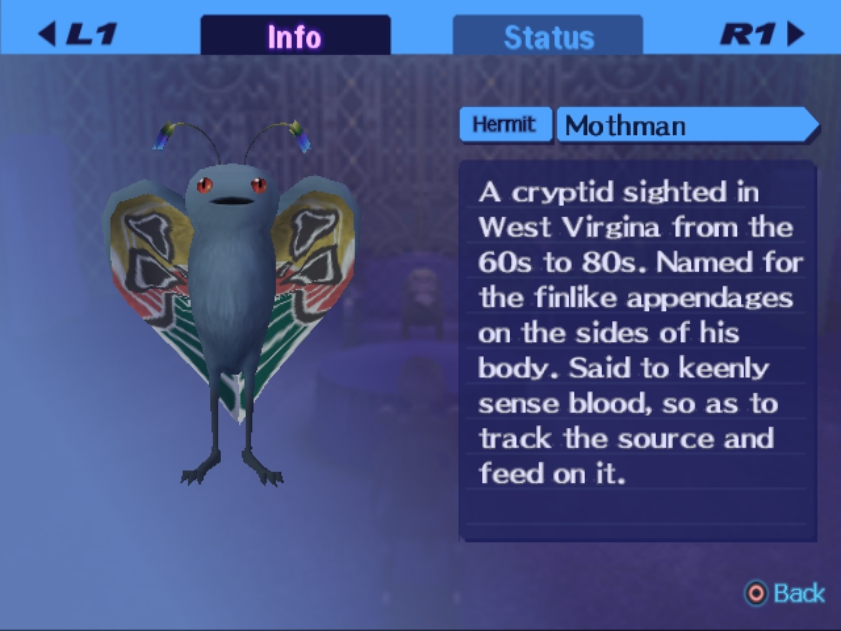 L1 Info Status R1
Hermit Mothman
A cryptid sighted in
West Virgina from the
60s to 80s. Named for
the finlike appendages
on the sides of his
body. Said to keenly
sense blood, so as to
track the source and
feed on it.
Back